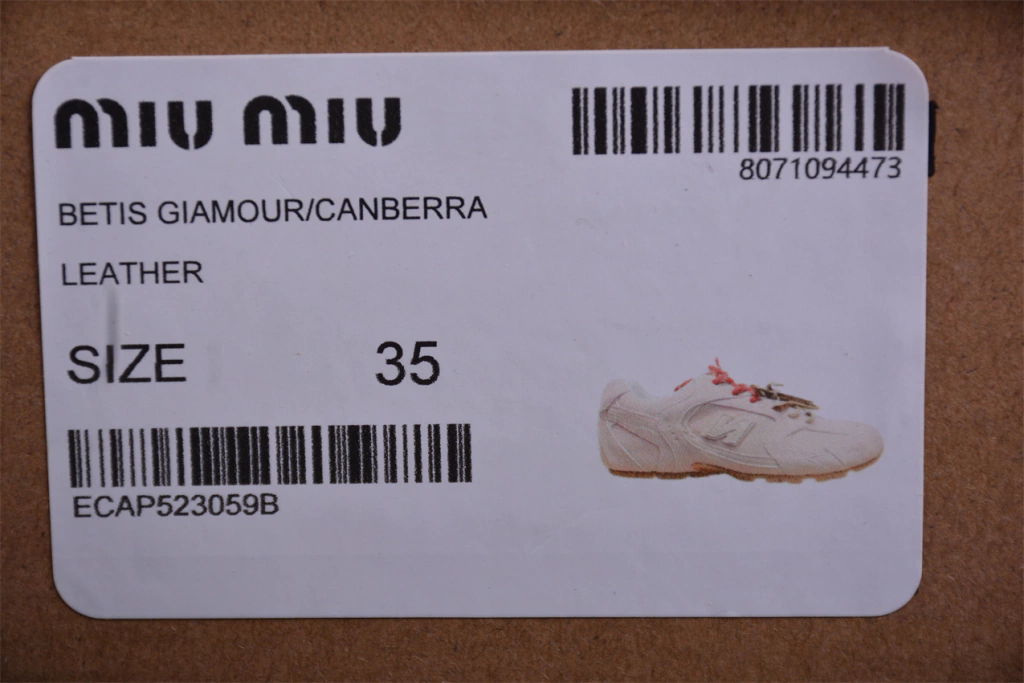 miu miu
8071094473
BETIS GIAMOUR/CANBERRA
LEATHER
SIZE 35
ECAP523059B